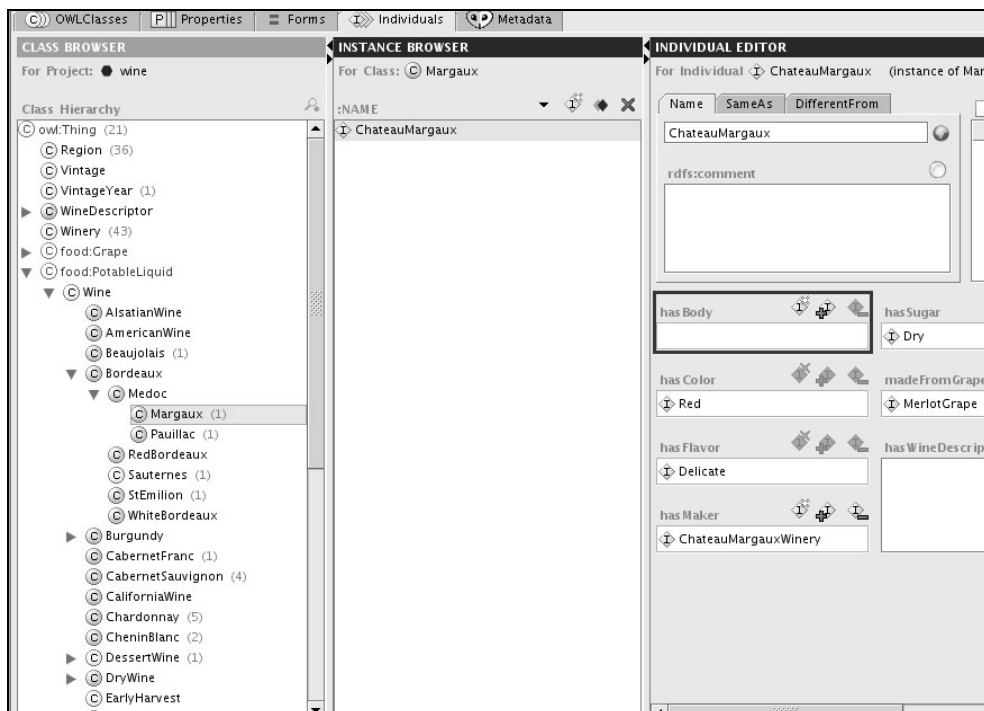 OWLClasses Properties Forms Individuals Metadata
CLASS BROWSER
For Project: wine
Class Hierarchy
owl:Thing (21)
Region (36)
Vintage
VintageYear (1)
WineDescriptor
Winery (43)
food:Grape
food:PotableLiquid
Wine
AlsatianWine
AmericanWine
Beaujolais (1)
Bordeaux
Medoc
Margaux (1)
Pauillac (1)
RedBordeaux
Sauternes (1)
StEmilion (1)
WhiteBordeaux
Burgundy
CabernetFranc (1)
CabernetSauvignon (4)
CaliforniaWine
Chardonnay (5)
CheninBlanc (2)
DessertWine (1)
DryWine
EarlyHarvest
INSTANCE BROWSER
For Class: Margaux
:NAME
ChateauMargaux
INDIVIDUAL EDITOR
For Individual ChateauMargaux (instance of Mar
Name SameAs DifferentFrom
ChateauMargaux
rdfs:comment
hasBody hasSugar
Dry
hasColor madeFromGrape
Red MerlotGrape
hasFlavor hasWineDescrip
Delicate
hasMaker
ChateauMargauxWinery